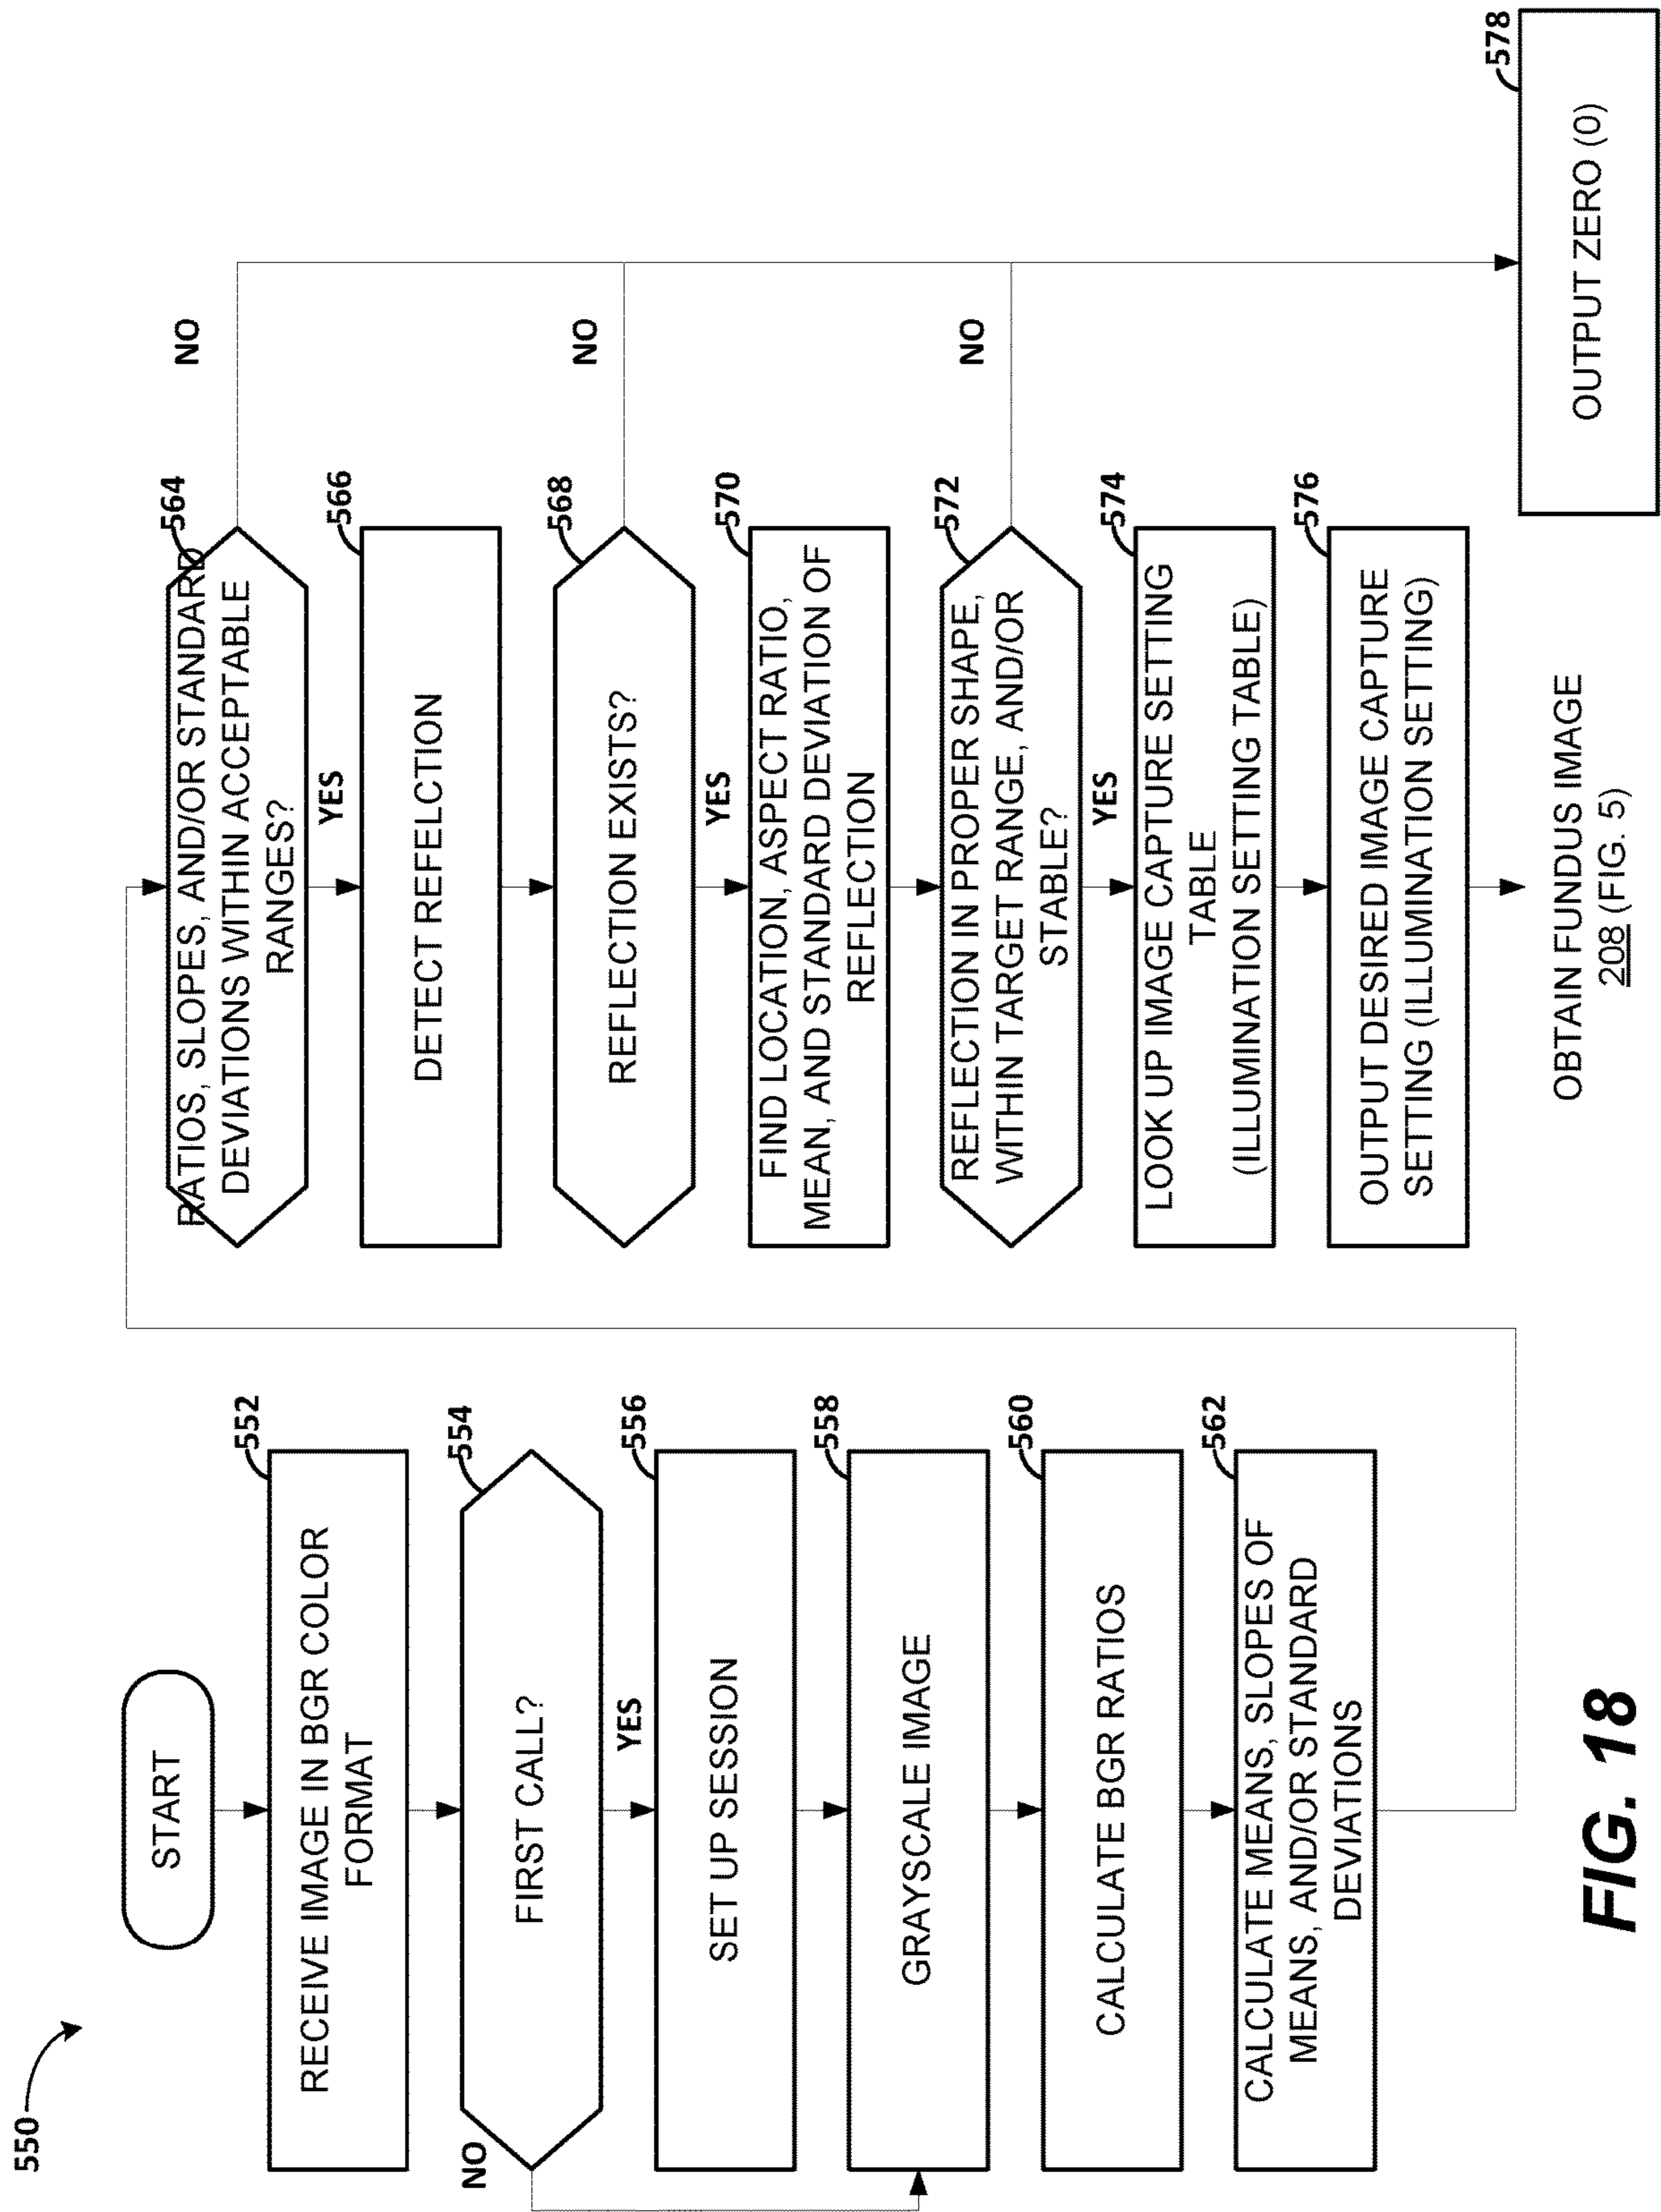 550
START
552
RECEIVE IMAGE IN BGR COLOR
FORMAT
554
FIRST CALL?
NO
YES
556
SET UP SESSION
558
GRAYSCALE IMAGE
560
CALCULATE BGR RATIOS
562
CALCULATE MEANS, SLOPES OF
MEANS, AND/OR STANDARD
DEVIATIONS
564
RATIOS, SLOPES, AND/OR STANDARD
DEVIATIONS WITHIN ACCEPTABLE
RANGES?
NO
YES
566
DETECT REFELCTION
568
REFLECTION EXISTS?
NO
YES
570
FIND LOCATION, ASPECT RATIO,
MEAN, AND STANDARD DEVIATION OF
REFLECTION
572
REFLECTION IN PROPER SHAPE,
WITHIN TARGET RANGE, AND/OR
STABLE?
NO
YES
574
LOOK UP IMAGE CAPTURE SETTING
TABLE
(ILLUMINATION SETTING TABLE)
576
OUTPUT DESIRED IMAGE CAPTURE
SETTING (ILLUMINATION SETTING)
OBTAIN FUNDUS IMAGE
208 (FIG. 5)
578
OUTPUT ZERO (0)
FIG. 18